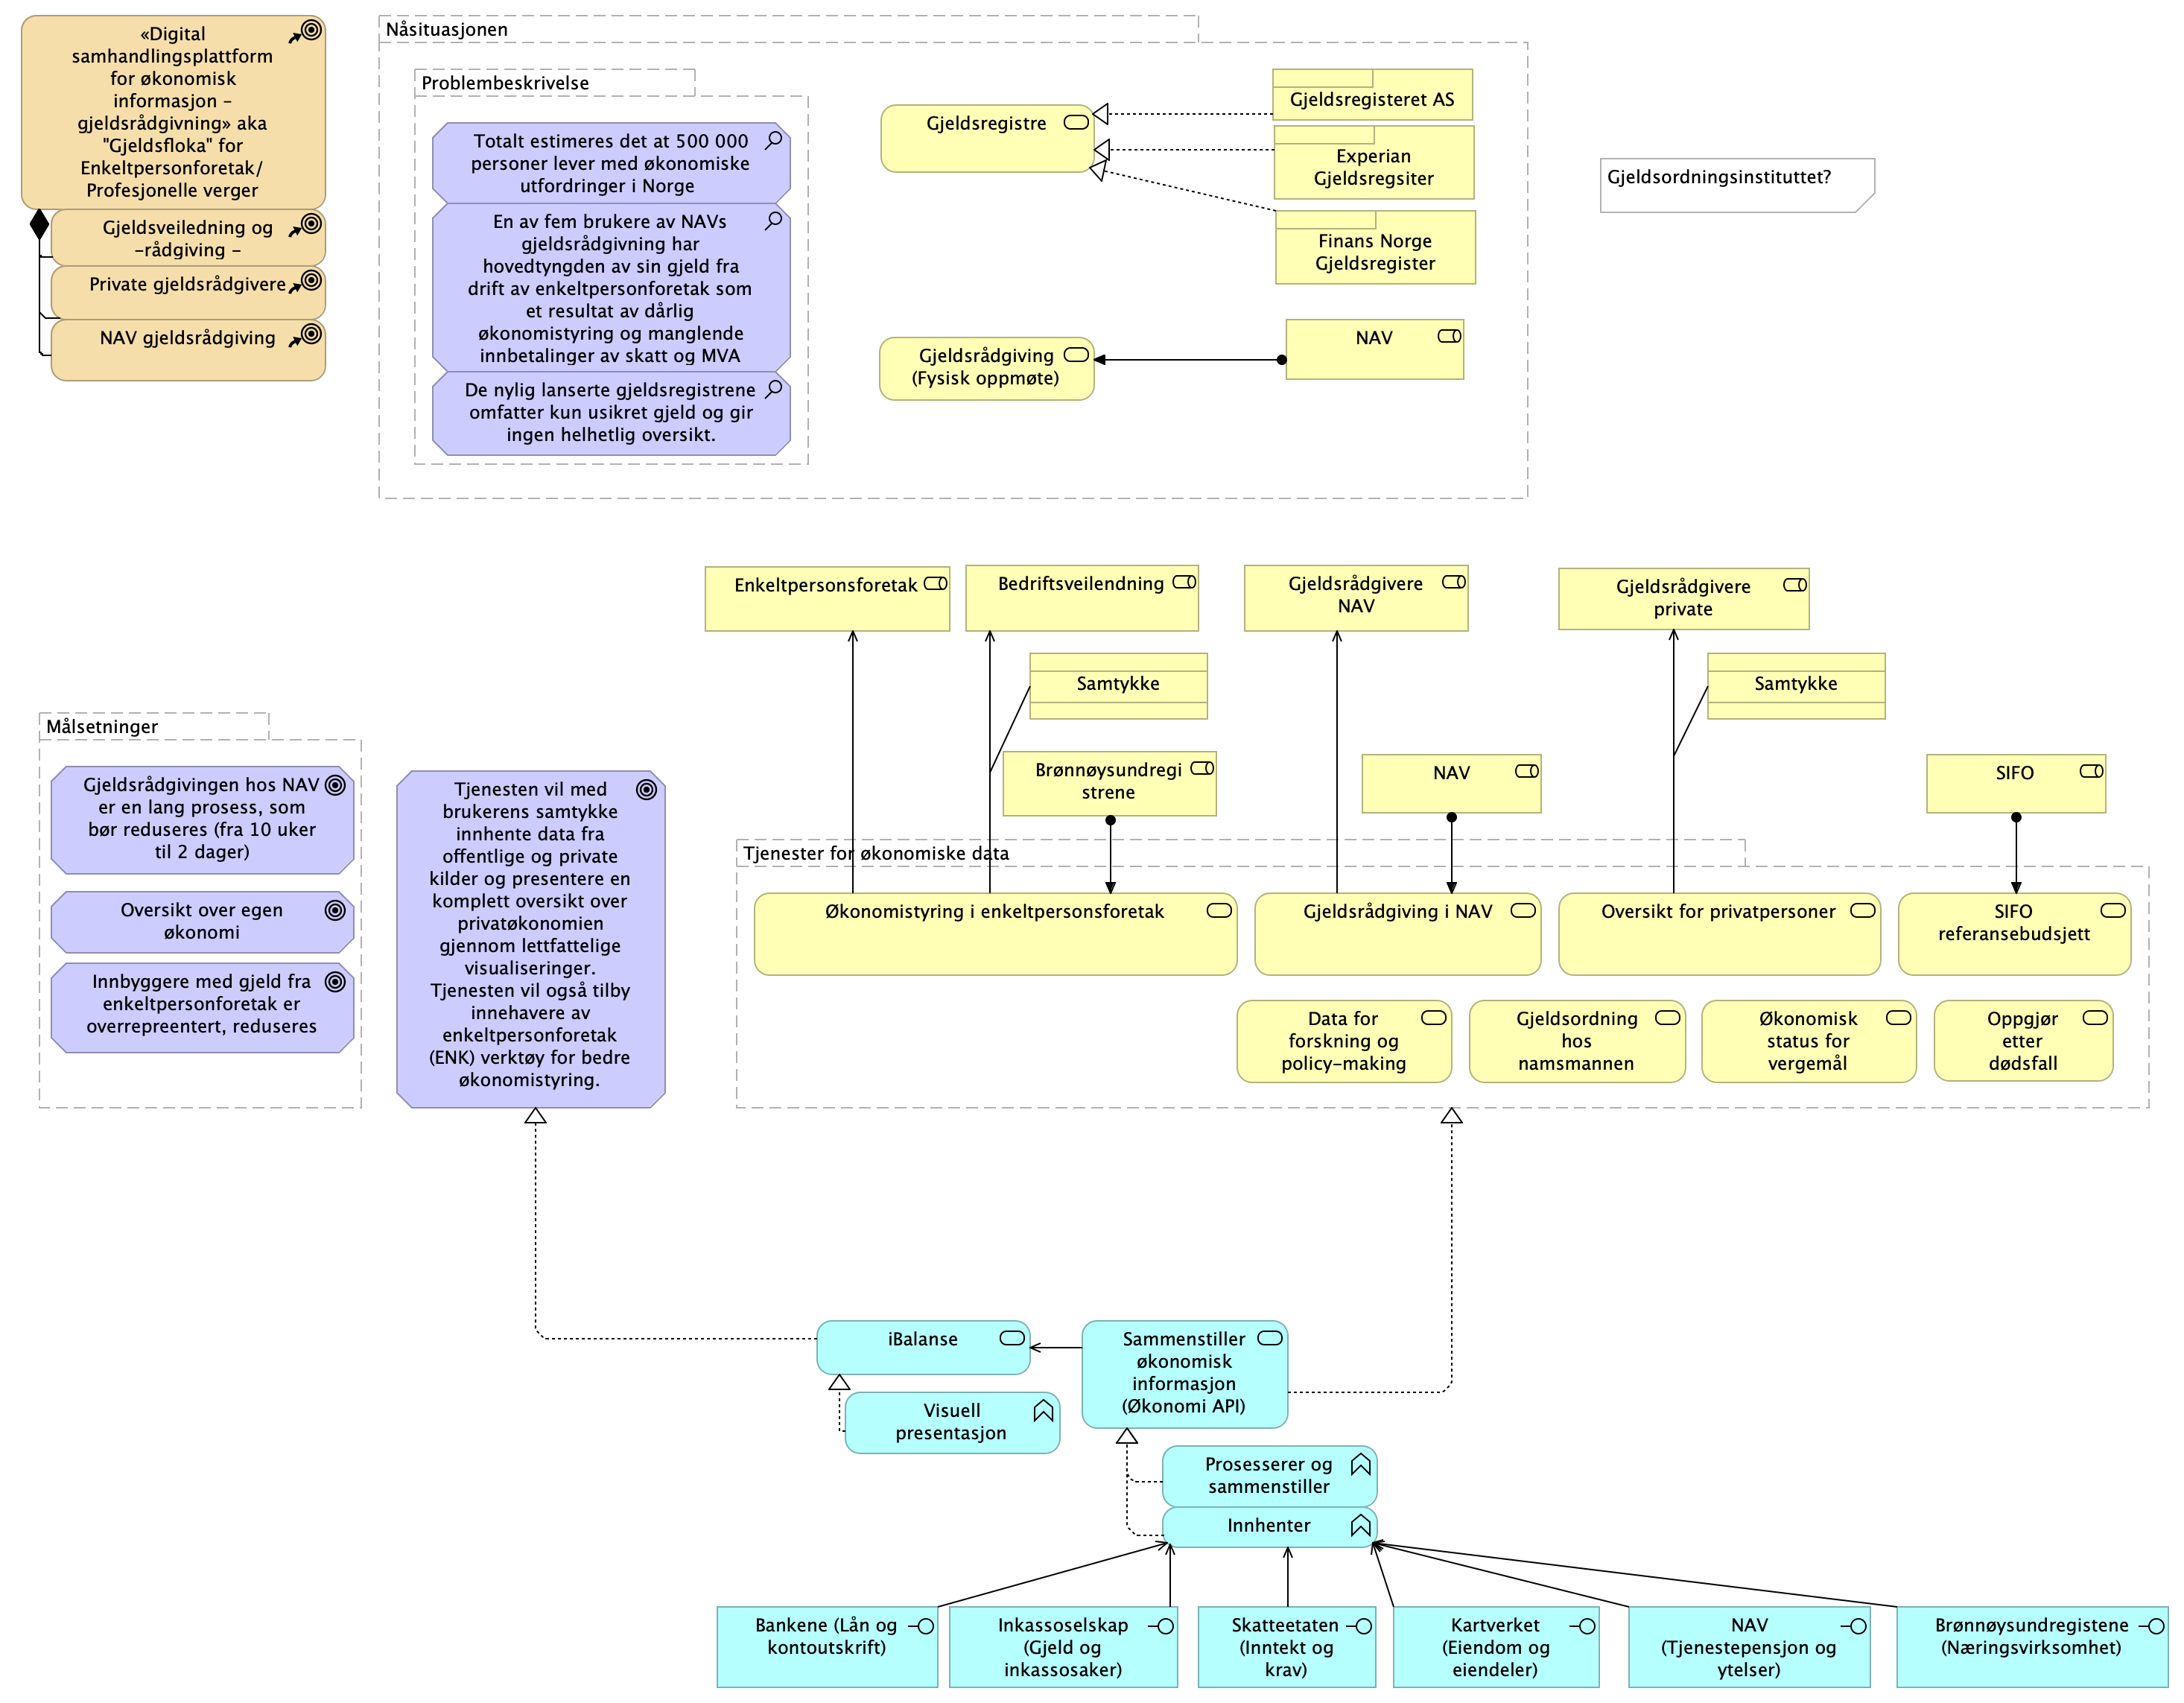 «Digital
samhandlingsplattform
for økonomisk
informasjon –
gjeldsrådgivning» aka
"Gjeldsfloka" for
Enkeltpersonforetak/
Profesjonelle verger
Gjeldsveiledning og
-rådgiving -
Private gjeldsrådgivere
NAV gjeldsrådgiving
Nåsituasjonen
Problembeskrivelse
Totalt estimeres det at 500 000
personer lever med økonomiske
utfordringer i Norge
En av fem brukere av NAVs
gjeldsrådgivning har
hovedtyngden av sin gjeld fra
drift av enkeltpersonforetak som
et resultat av dårlig
økonomistyring og manglende
innbetalinger av skatt og MVA
De nylig lanserte gjeldsregistrene
omfatter kun usikret gjeld og gir
ingen helhetlig oversikt.
Gjeldsregistre
Gjeldsregisteret AS
Experian
Gjeldsregsiter
Finans Norge
Gjeldsregister
Gjeldsrådgiving
(Fysisk oppmøte)
NAV
Gjeldsordningsinstituttet?
Enkeltpersonsforetak
Bedriftsveilendning
Gjeldsrådgivere
NAV
Gjeldsrådgivere
private
Samtykke
Samtykke
Brønnøysundregi
strene
NAV
SIFO
Målsetninger
Gjeldsrådgivingen hos NAV
er en lang prosess, som
bør reduseres (fra 10 uker
til 2 dager)
Oversikt over egen
økonomi
Innbyggere med gjeld fra
enkeltpersonforetak er
overrepreentert, reduseres
Tjenesten vil med
brukerens samtykke
innhente data fra
offentlige og private
kilder og presentere en
komplett oversikt over
privatøkonomien
gjennom lettfattelige
visualiseringer.
Tjenesten vil også tilby
innehavere av
enkeltpersonforetak
(ENK) verktøy for bedre
økonomistyring.
Tjenester for økonomiske data
Økonomistyring i enkeltpersonsforetak
Gjeldsrådgiving i NAV
Oversikt for privatpersoner
SIFO
referansebudsjett
Data for
forskning og
policy-making
Gjeldsordning
hos
namsmannen
Økonomisk
status for
vergemål
Oppgjør
etter
dødsfall
iBalanse
Visuell
presentasjon
Sammenstiller
økonomisk
informasjon
(Økonomi API)
Prosesserer og
sammenstiller
Innhenter
Bankene (Lån og
kontoutskrift)
Inkassoselskap
(Gjeld og
inkassosaker)
Skatteetaten
(Inntekt og
krav)
Kartverket
(Eiendom og
eiendeler)
NAV
(Tjenestepensjon og
ytelser)
Brønnøysundregistene
(Næringsvirksomhet)